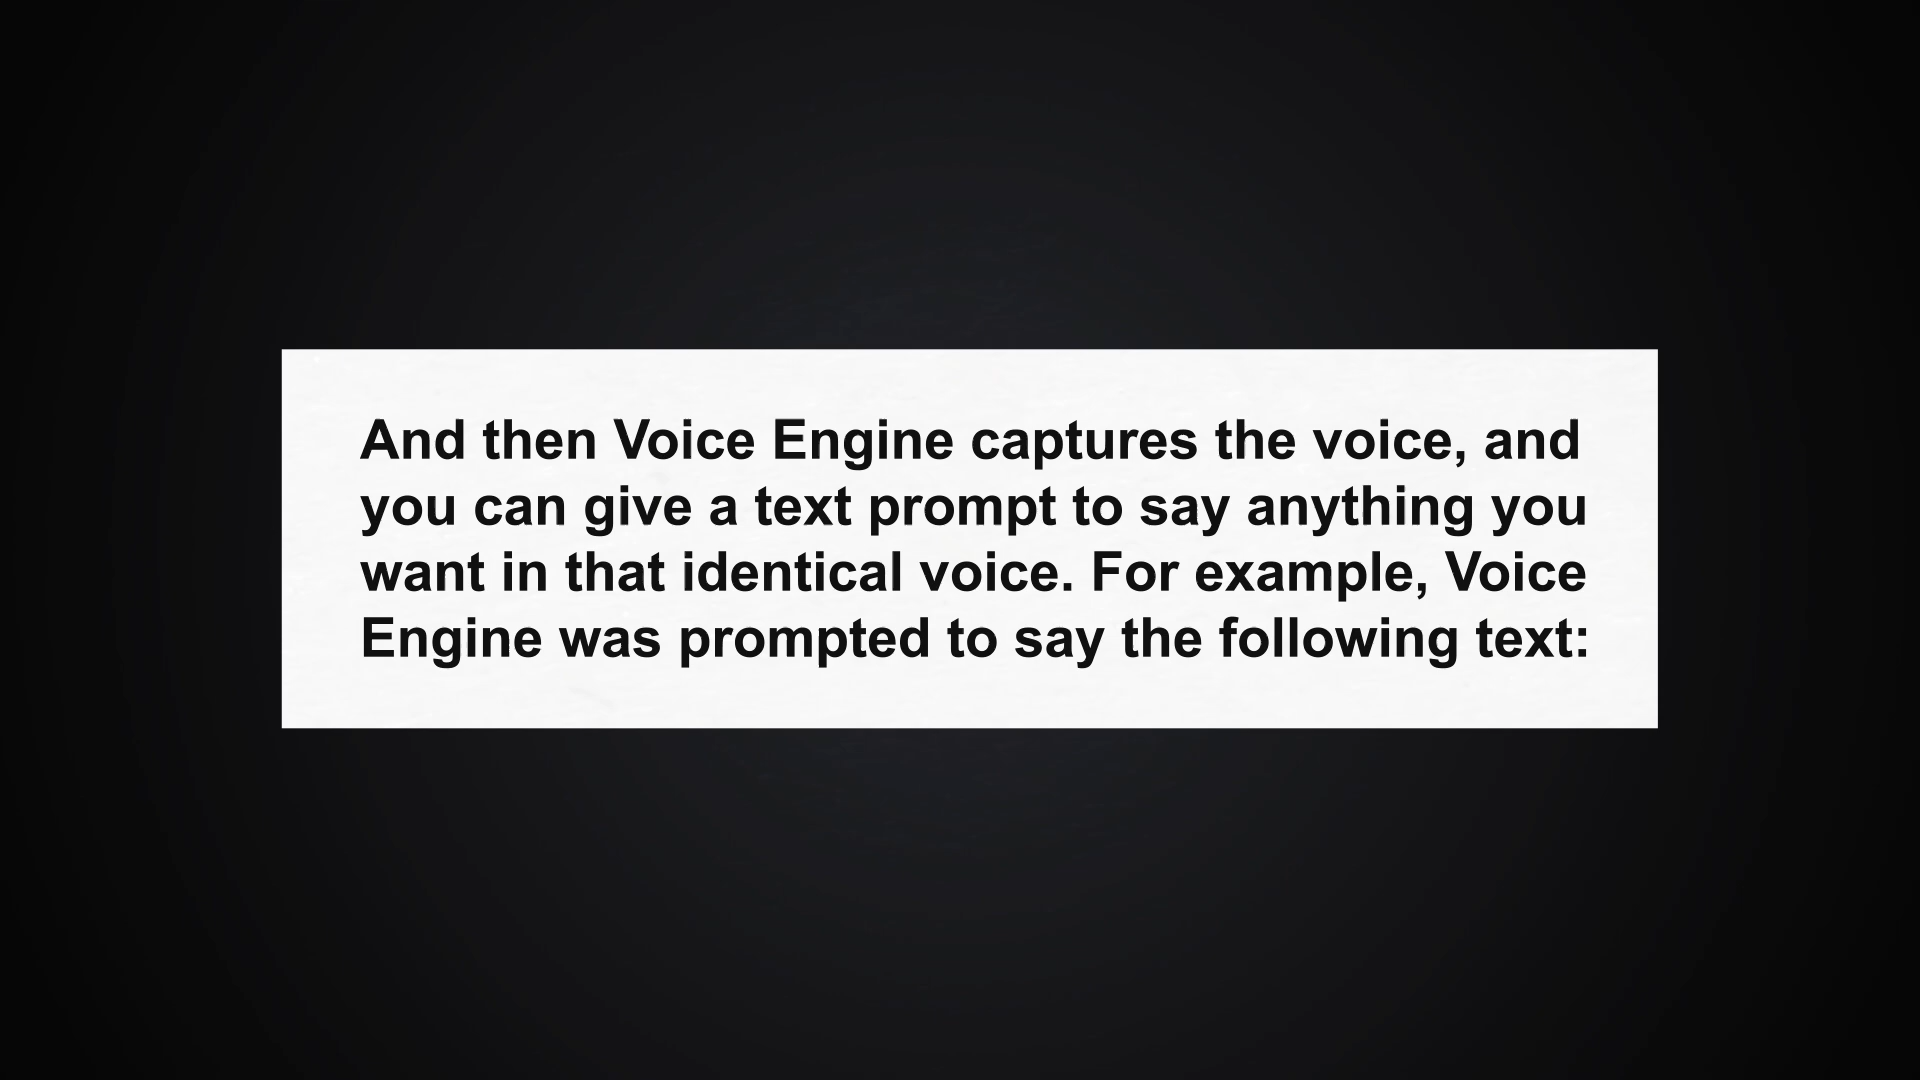 And then Voice Engine captures the voice, and
you can give a text prompt to say anything you
want in that identical voice. For example, Voice
Engine was prompted to say the following text: